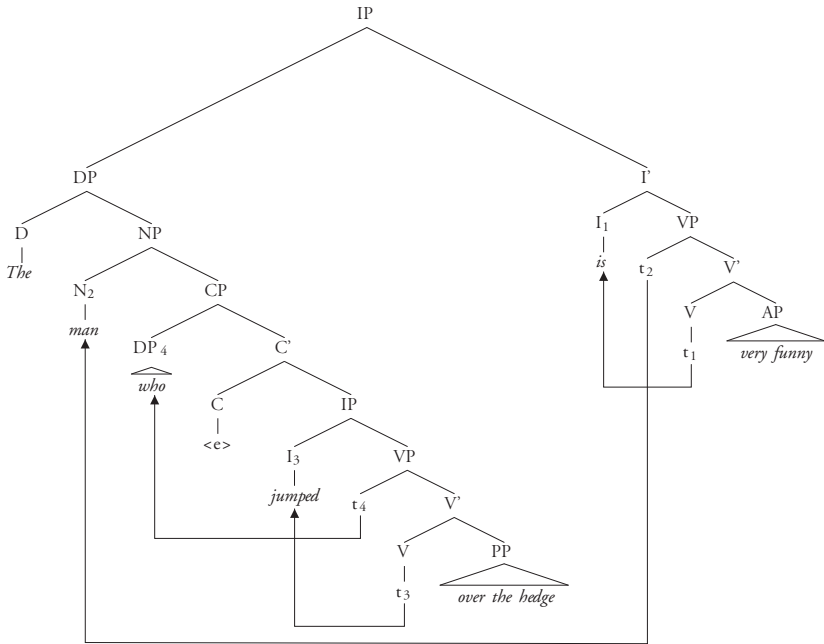 IP
DP I'
D NP I1 VP
The is t2 V'
N2 CP V AP
man t1 very funny
DP4 C'
who
C IP
<e>
I3 VP
jumped t4 V'
V PP
t3 over the hedge